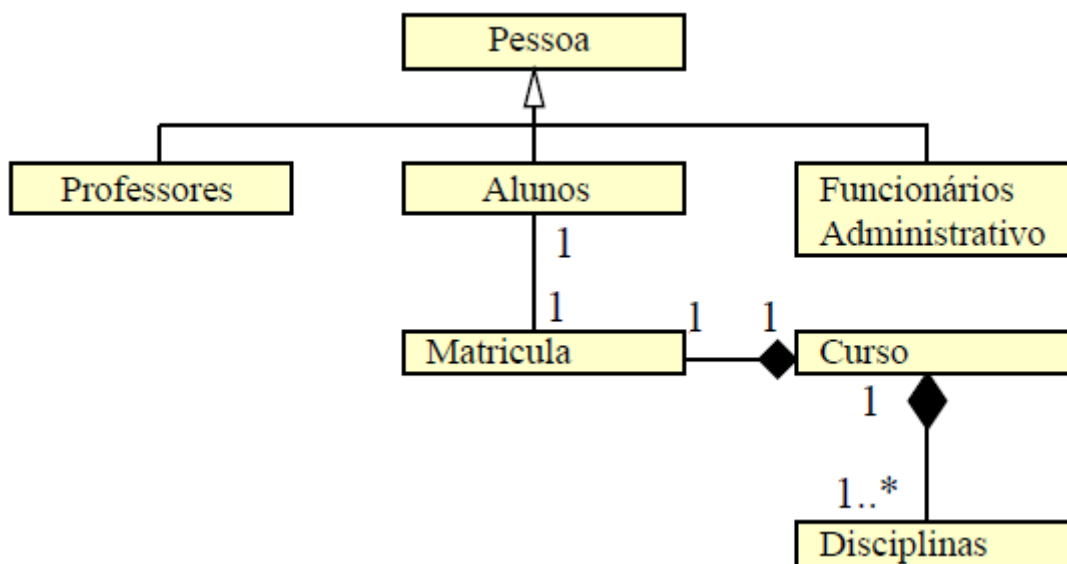 Pessoa
Professores
Alunos
Funcionários
Administrativo
1
1
1
1
Matricula
Curso
1
1..*
Disciplinas